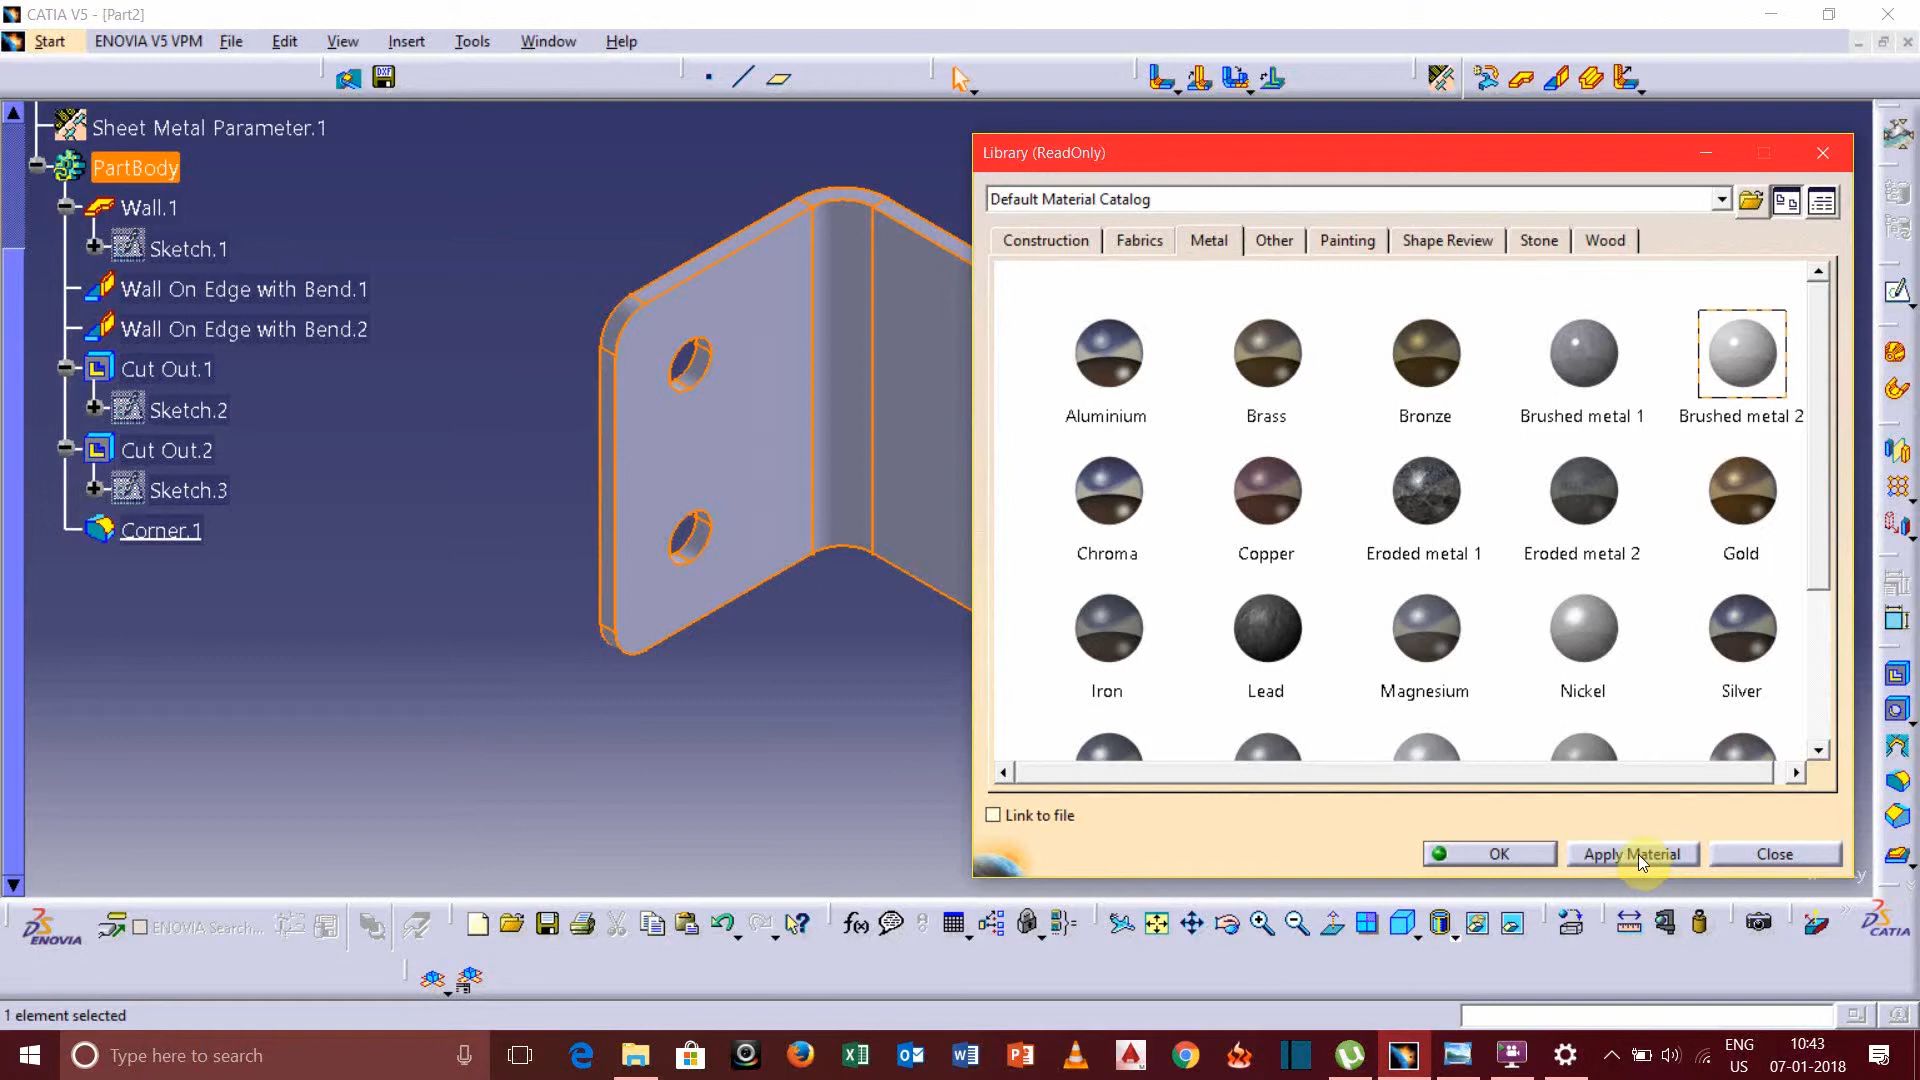 CATIA V5 - [Part2]
Start ENOVIA V5 VPM File Edit View Insert Tools Window Help
DXF
Sheet Metal Parameter.1
PartBody
Wall.1
Sketch.1
Wall On Edge with Bend.1
Wall On Edge with Bend.2
Cut Out.1
Sketch.2
Cut Out.2
Sketch.3
Corner.1
Library (ReadOnly)
Default Material Catalog
Construction Fabrics Metal Other Painting Shape Review Stone Wood
Aluminium Brass Bronze Brushed metal 1 Brushed metal 2
Chroma Copper Eroded metal 1 Eroded metal 2 Gold
Iron Lead Magnesium Nickel Silver
Link to file
OK Apply Material Close
ENOVIA ENOVIA Search... f(x) CATIA
1 element selected
Type here to search
ENG
US
10:43
07-01-2018